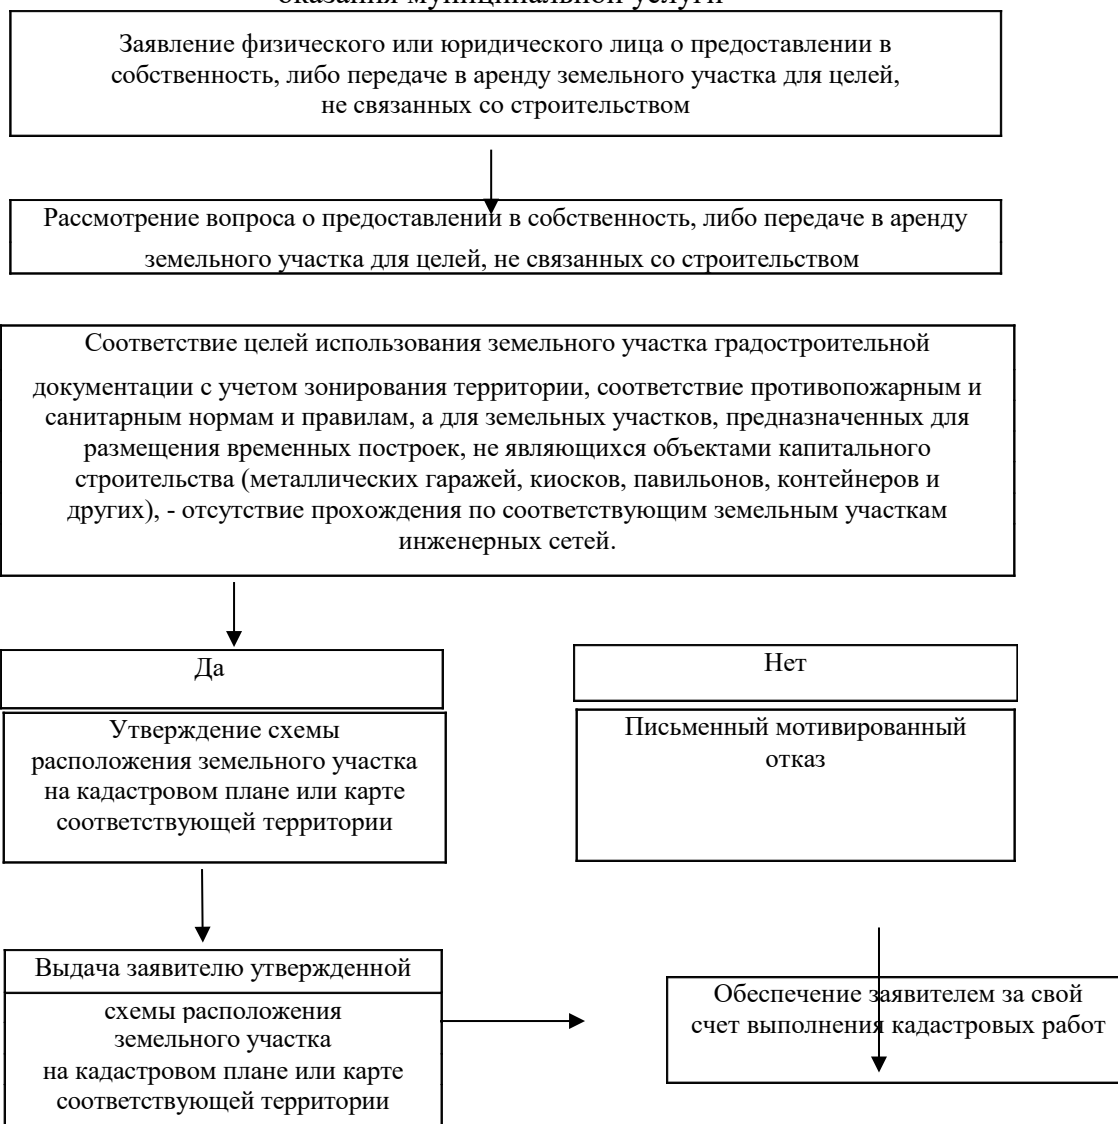 оказания муниципальной услуги
Заявление физического или юридического лица о предоставлении в
собственность, либо передаче в аренду земельного участка для целей,
не связанных со строительством
Рассмотрение вопроса о предоставлении в собственность, либо передаче в аренду
земельного участка для целей, не связанных со строительством
Соответствие целей использования земельного участка градостроительной
документации с учетом зонирования территории, соответствие противопожарным и
санитарным нормам и правилам, а для земельных участков, предназначенных для
размещения временных построек, не являющихся объектами капитального
строительства (металлических гаражей, киосков, павильонов, контейнеров и
других), - отсутствие прохождения по соответствующим земельным участкам
инженерных сетей.
Да
Нет
Утверждение схемы
расположения земельного участка
на кадастровом плане или карте
соответствующей территории
Письменный мотивированный
отказ
Выдача заявителю утвержденной
схемы расположения
земельного участка
на кадастровом плане или карте
соответствующей территории
Обеспечение заявителем за свой
счет выполнения кадастровых работ